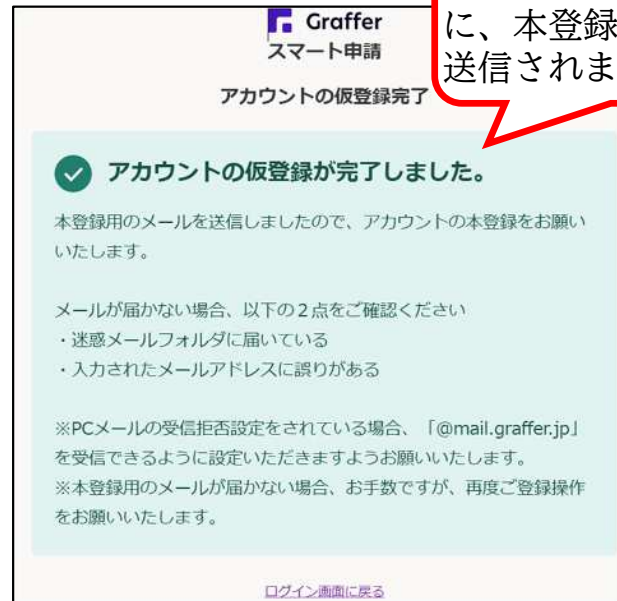 Graffer
スマート申請
に、本登録
送信されま
アカウントの仮登録完了
アカウントの仮登録が完了しました。
本登録用のメールを送信しましたので、アカウントの本登録をお願い
いたします。
メールが届かない場合、以下の2点をご確認ください
・迷惑メールフォルダに届いている
・入力されたメールアドレスに誤りがある
※PCメールの受信拒否設定をされている場合、「@mail.graffer.jp」
を受信できるように設定いただきますようお願いいたします。
※本登録用のメールが届かない場合、お手数ですが、再度ご登録操作
をお願いいたします。
ログイン画面に戻る